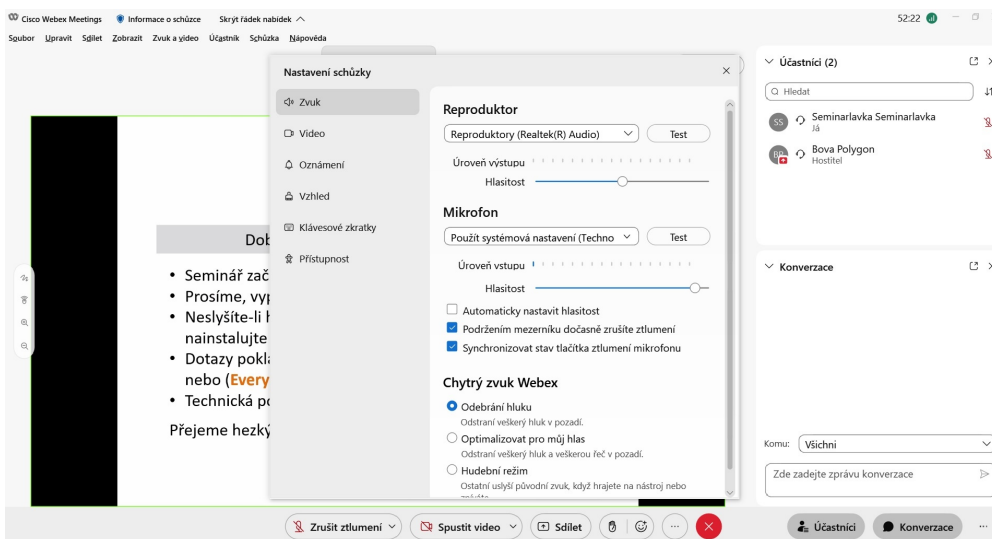 Cisco Webex Meetings Informace o schůzce Skrýt řádek nabídek 52:22
Soubor Upravit Sdílet Zobrazit Zvuk a video Účastník Schůzka Nápověda
Nastavení schůzky
Zvuk
Video
Oznámení
Vzhled
Klávesové zkratky
Přístupnost
Reproduktor
Reproduktory (Realtek(R) Audio) Test
Úroveň výstupu
Hlasitost
Mikrofon
Použít systémová nastavení (Techno Test
Úroveň vstupu
Hlasitost
Automaticky nastavit hlasitost
Podržením mezerníku dočasně zrušíte ztlumení
Synchronizovat stav tlačítka ztlumení mikrofonu
Chytrý zvuk Webex
Odebrání hluku
Odstraní veškerý hluk v pozadí.
Optimalizovat pro můj hlas
Odstraní veškerý hluk a veškerou řeč v pozadí.
Hudební režim
Ostatní uslyší původní zvuk, když hrajete na nástroj nebo
Dob
• Seminář zač
• Prosíme, vyp
• Neslyšíte-li h
nainstalujte
• Dotazy pokla
nebo (Every
• Technická po
Přejeme hezký
Účastníci (2)
Hledat
SS Seminarlavka Seminarlavka
Já
BP Bova Polygon
Hostitel
Konverzace
Komu: Všichni
Zde zadejte zprávu konverzace
Zrušit ztlumení Spustit video Sdílet Účastníci Konverzace